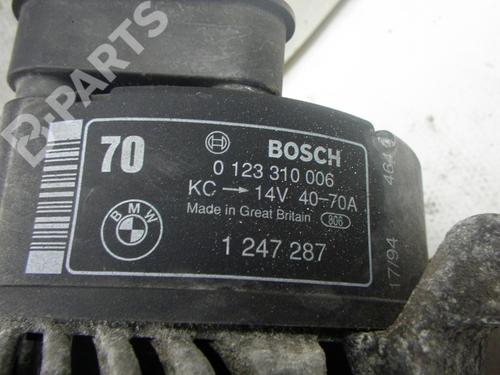 B-PARTS
70
BOSCH
0 123 310 006
KC → 14V 40-70A
Made in Great Britain 806
BMW
1 247 287
17/94 464